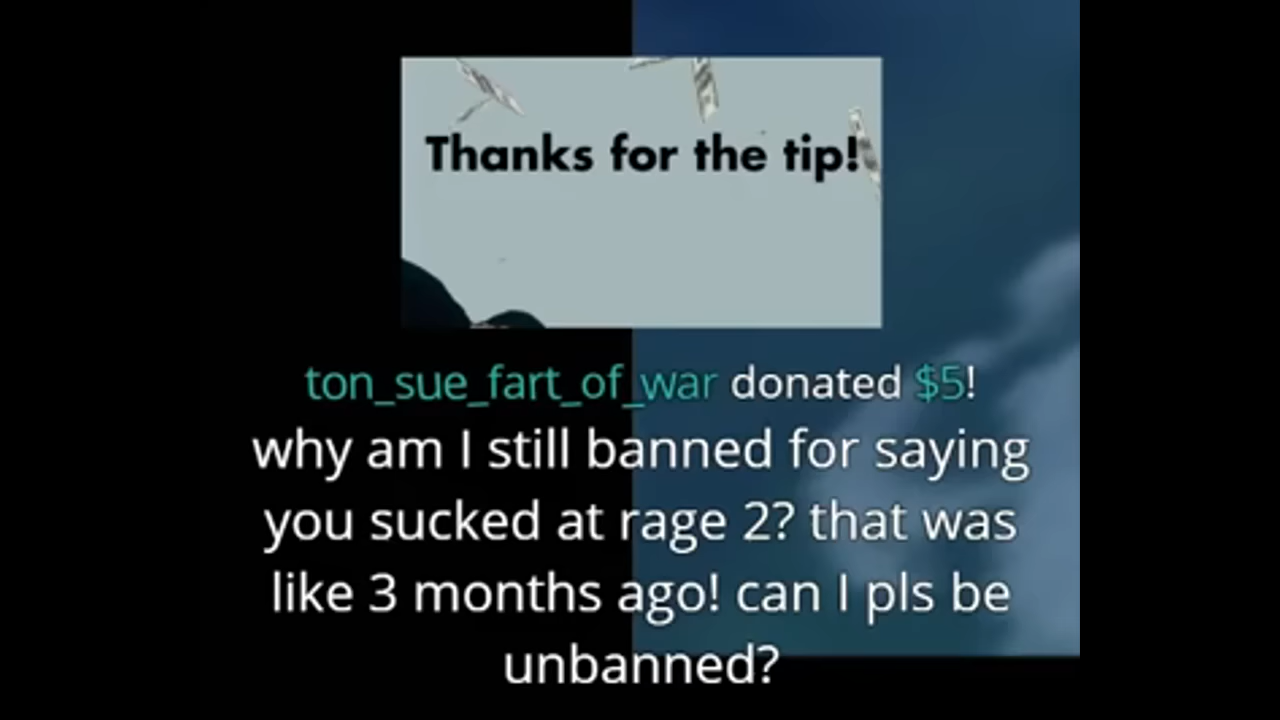 Thanks for the tip!
ton_sue_fart_of_war donated $5!
why am I still banned for saying
you sucked at rage 2? that was
like 3 months ago! can I pls be
unbanned?